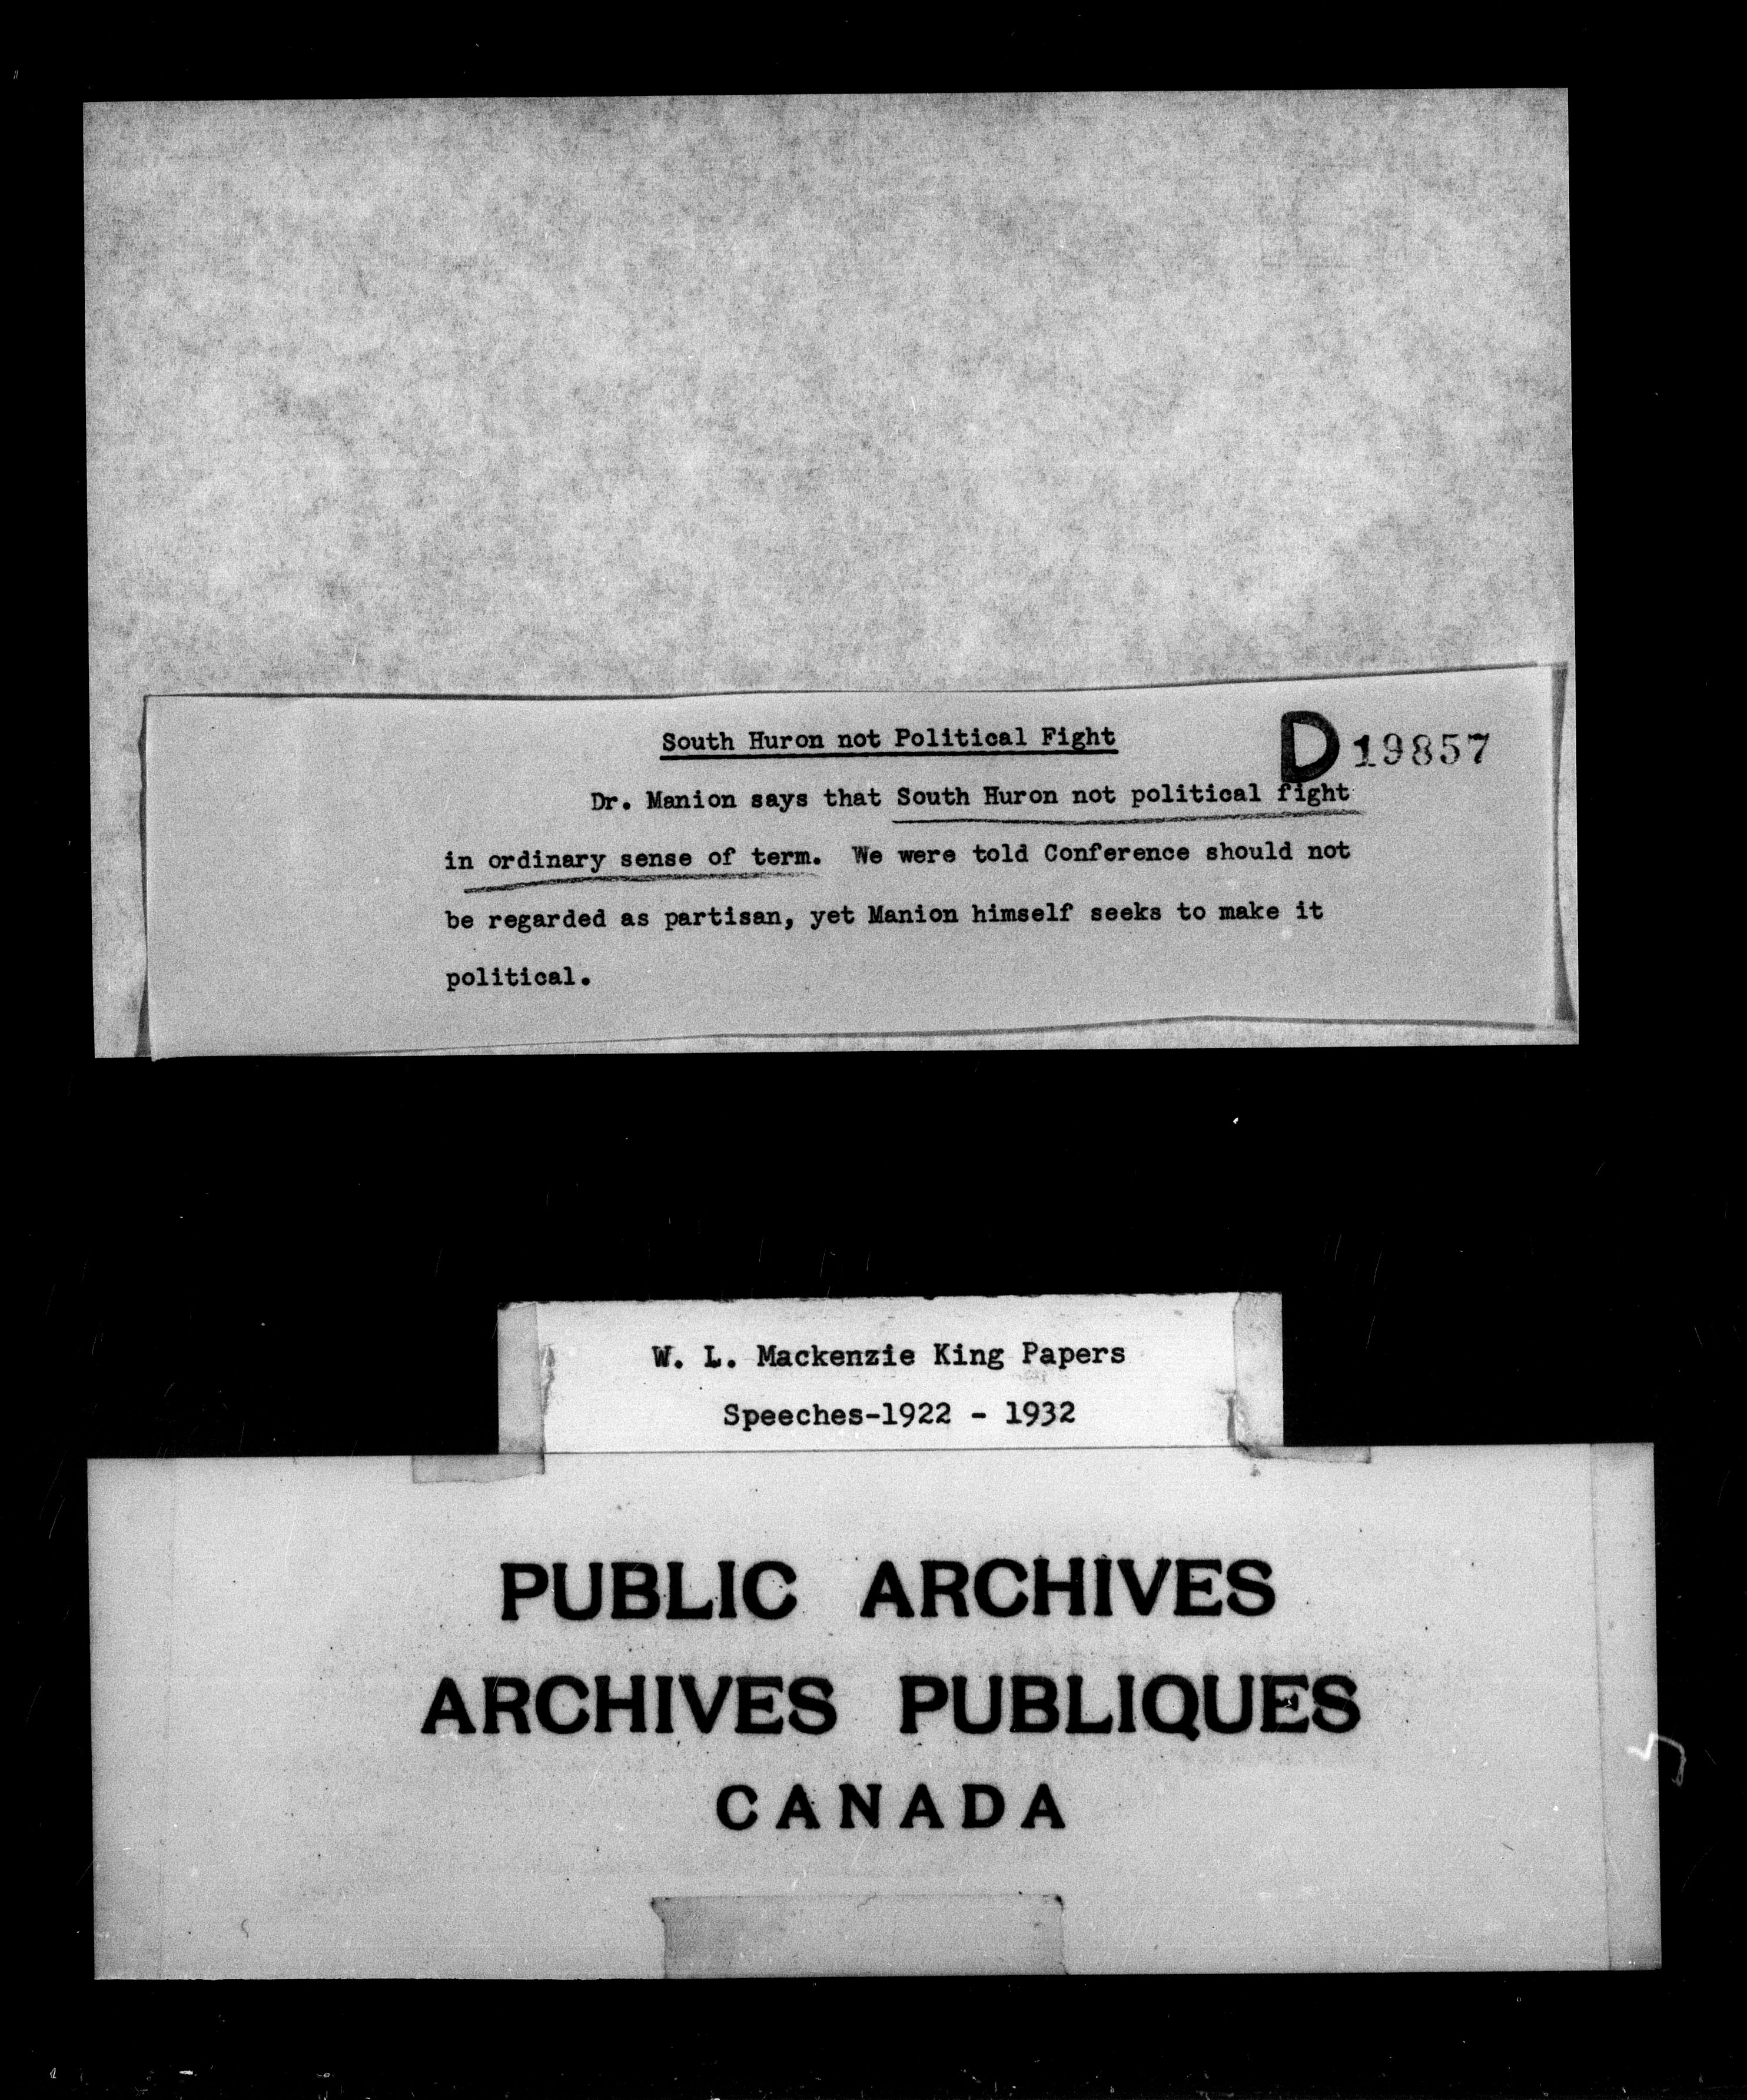 South Huron not Political Fight
D 19857
Dr. Manion says that South Huron not political fight
in ordinary sense of term. We were told Conference should not
be regarded as partisan, yet Manion himself seeks to make it
political.
W. L. Mackenzie King Papers
Speeches-1922 - 1932
PUBLIC ARCHIVES
ARCHIVES PUBLIQUES
CANADA